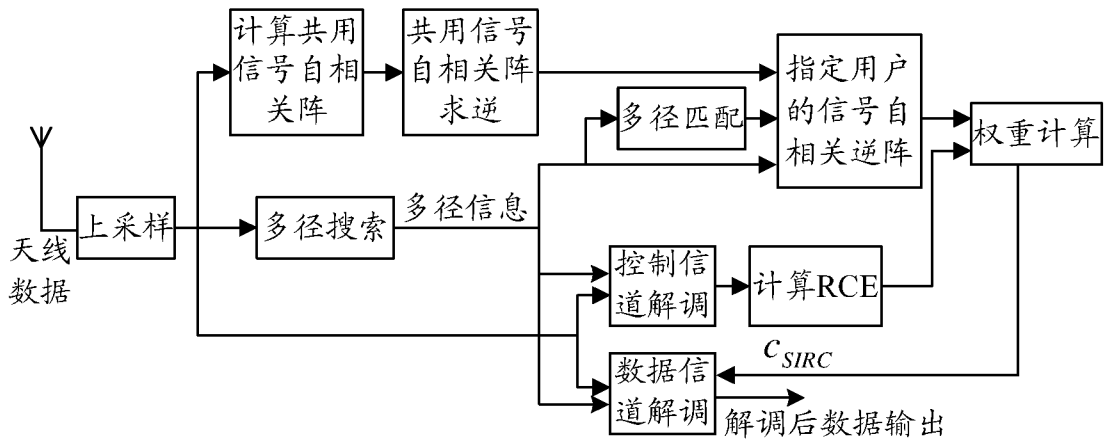 计算共用
信号自相
关阵
共用信号
自相关阵
求逆
指定用户
的信号自
相关逆阵
多径匹配
权重计算
上采样
多径搜索
多径信息
天线
数据
控制信
道解调
计算RCE
c_SIRC
数据信
道解调
解调后数据输出